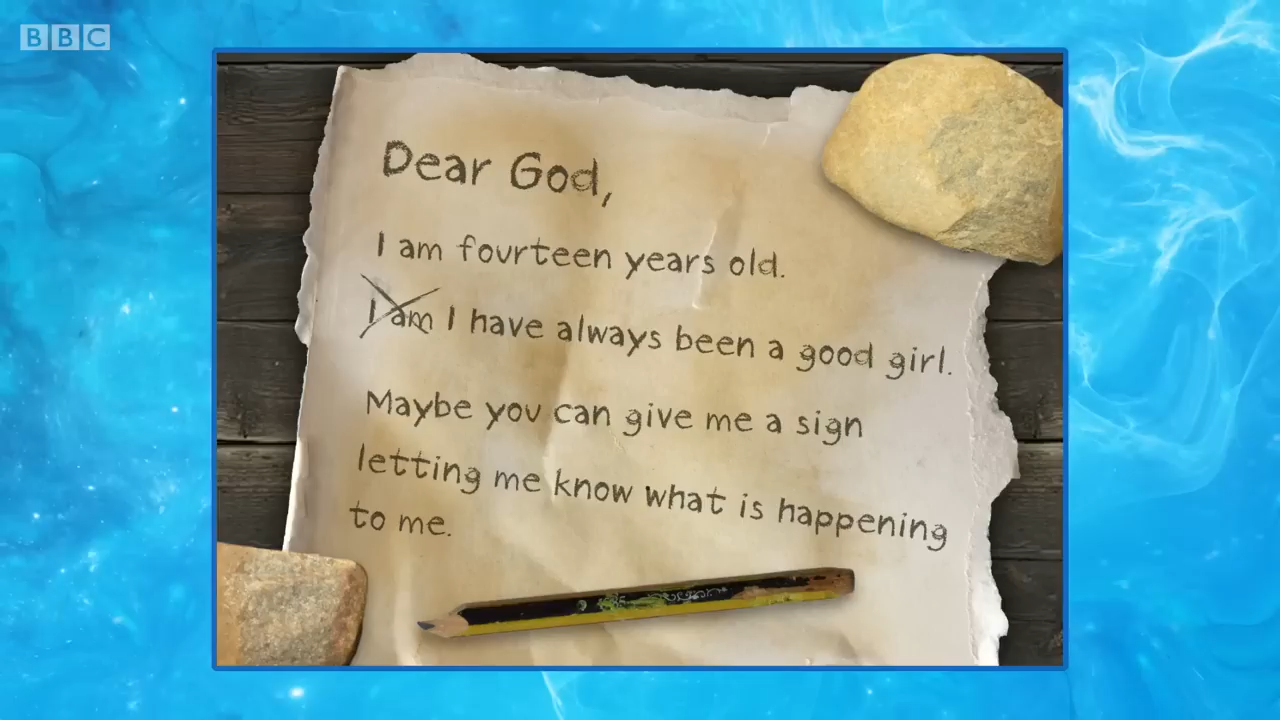 BBC
Dear God,
I am fourteen years old.
I am I have always been a good girl.
Maybe you can give me a sign
letting me know what is happening
to me.